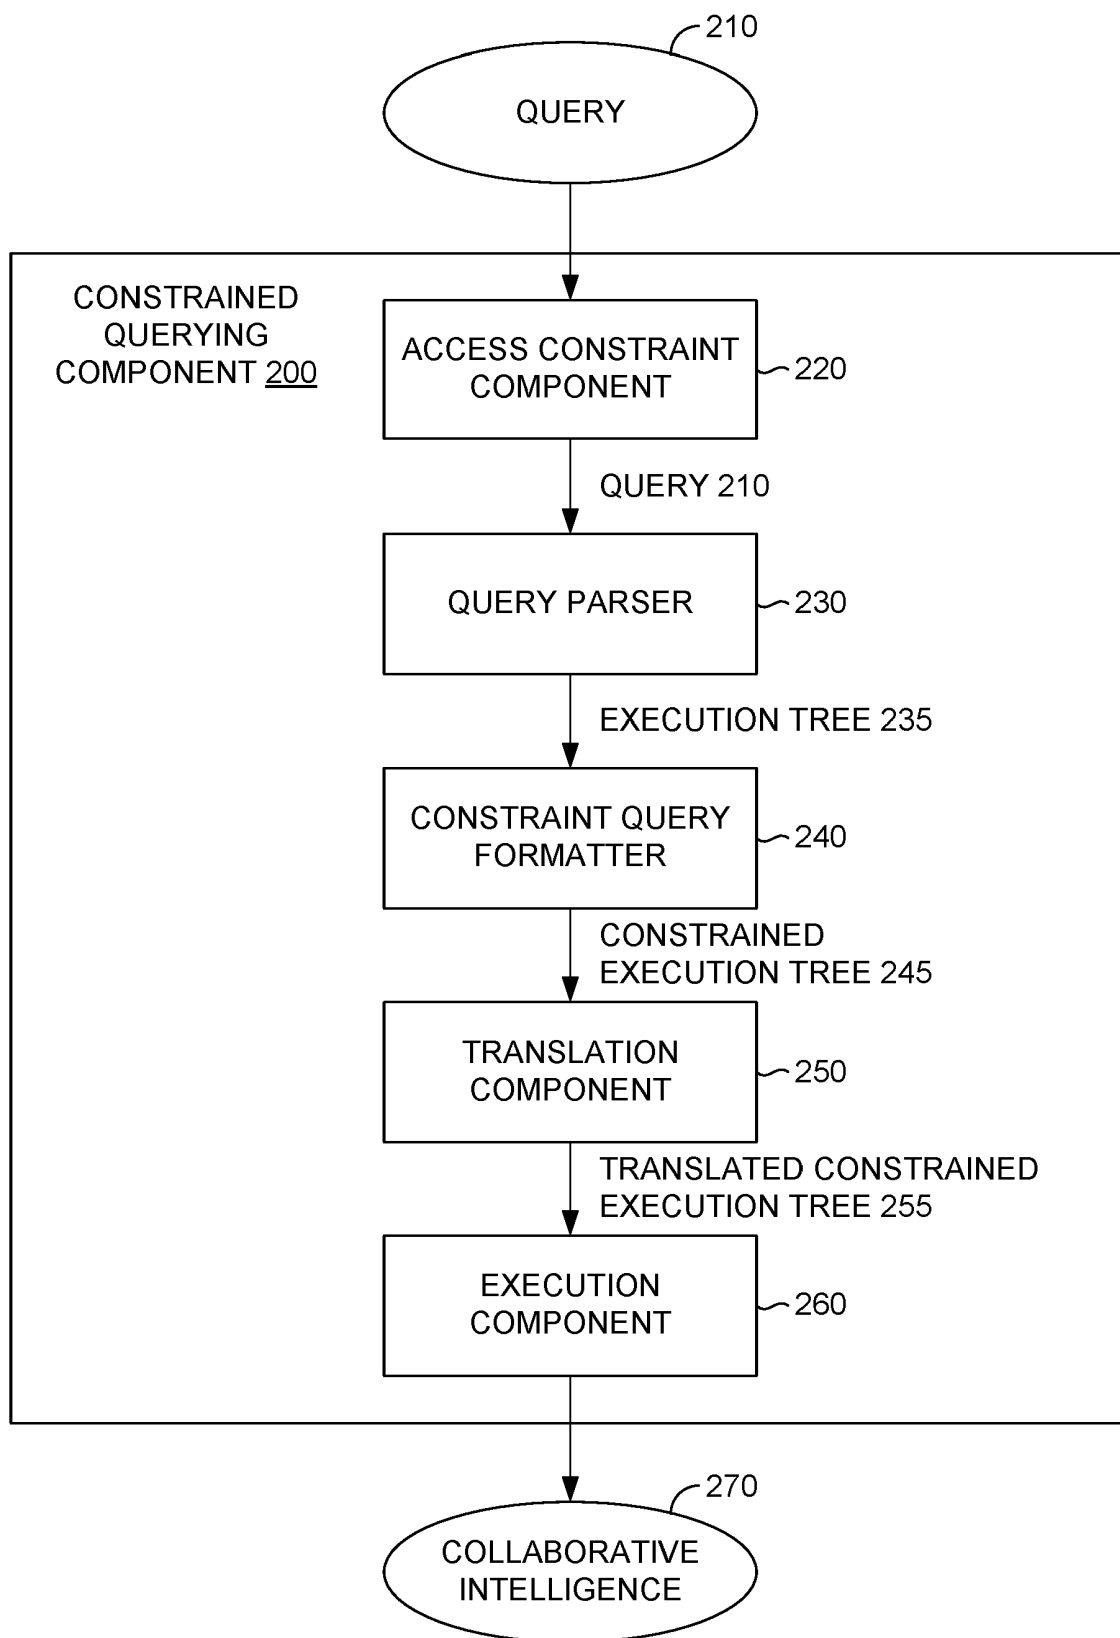 210
QUERY
CONSTRAINED
QUERYING
COMPONENT 200
ACCESS CONSTRAINT
COMPONENT
220
QUERY 210
QUERY PARSER
230
EXECUTION TREE 235
CONSTRAINT QUERY
FORMATTER
240
CONSTRAINED
EXECUTION TREE 245
TRANSLATION
COMPONENT
250
TRANSLATED CONSTRAINED
EXECUTION TREE 255
EXECUTION
COMPONENT
260
270
COLLABORATIVE
INTELLIGENCE